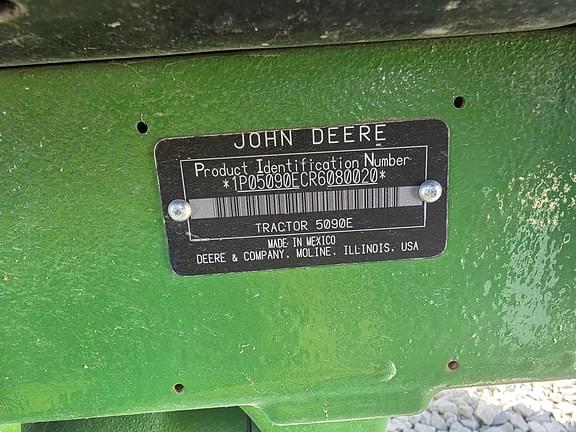 JOHN DEERE
Product Identification Number
*1P05090ECR6080020*
TRACTOR 5090E
MADE IN MEXICO
DEERE & COMPANY, MOLINE, ILLINOIS, USA